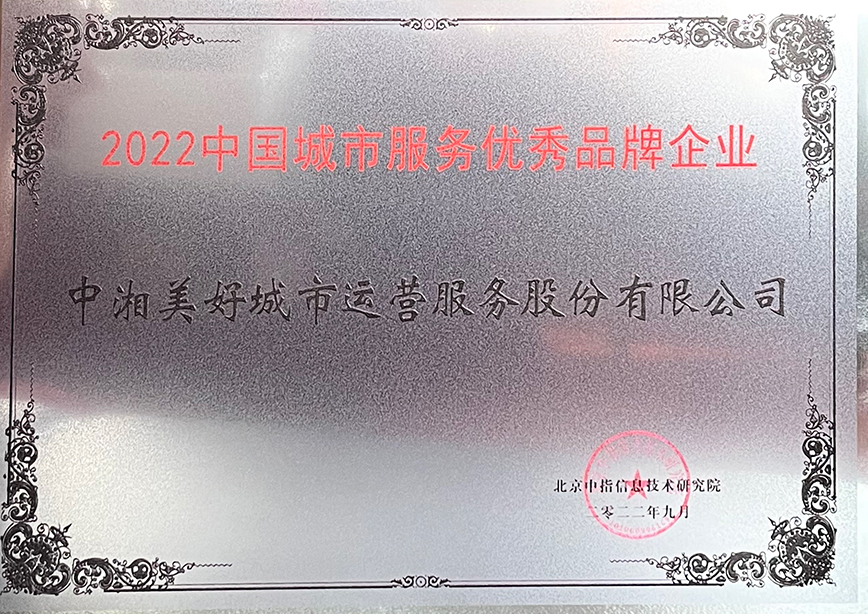 2022中国城市服务优秀品牌企业
中湘美好城市运营服务股份有限公司
北京中指信息技术研究院
二零二二年九月